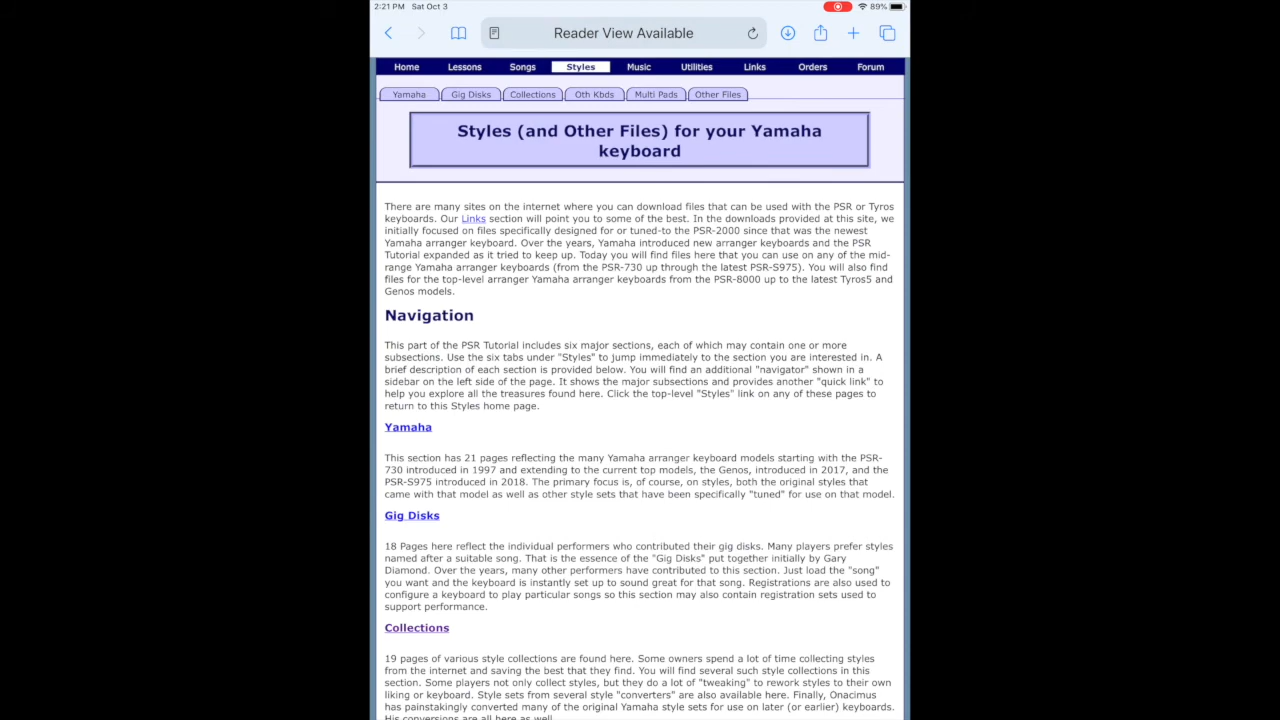 2:21 PM Sat Oct 3
89%
Reader View Available
Home Lessons Songs Styles Music Utilities Links Orders Forum
Yamaha Gig Disks Collections Oth Kbds Multi Pads Other Files
Styles (and Other Files) for your Yamaha
keyboard
There are many sites on the internet where you can download files that can be used with the PSR or Tyros
keyboards. Our Links section will point you to some of the best. In the downloads provided at this site, we
initially focused on files specifically designed for or tuned-to the PSR-2000 since that was the newest
Yamaha arranger keyboard. Over the years, Yamaha introduced new arranger keyboards and the PSR
Tutorial expanded as it tried to keep up. Today you will find files here that you can use on any of the mid-
range Yamaha arranger keyboards (from the PSR-730 up through the latest PSR-S975). You will also find
files for the top-level arranger Yamaha arranger keyboards from the PSR-8000 up to the latest Tyros5 and
Genos models.
Navigation
This part of the PSR Tutorial includes six major sections, each of which may contain one or more
subsections. Use the six tabs under "Styles" to jump immediately to the section you are interested in. A
brief description of each section is provided below. You will find an additional "navigator" shown in a
sidebar on the left side of the page. It shows the major subsections and provides another "quick link" to
help you explore all the treasures found here. Click the top-level "Styles" link on any of these pages to
return to this Styles home page.
Yamaha
This section has 21 pages reflecting the many Yamaha arranger keyboard models starting with the PSR-
730 introduced in 1997 and extending to the current top models, the Genos, introduced in 2017, and the
PSR-S975 introduced in 2018. The primary focus is, of course, on styles, both the original styles that
came with that model as well as other style sets that have been specifically "tuned" for use on that model.
Gig Disks
18 Pages here reflect the individual performers who contributed their gig disks. Many players prefer styles
named after a suitable song. That is the essence of the "Gig Disks" put together initially by Gary
Diamond. Over the years, many other performers have contributed to this section. Just load the "song"
you want and the keyboard is instantly set up to sound great for that song. Registrations are also used to
configure a keyboard to play particular songs so this section may also contain registration sets used to
support performance.
Collections
19 pages of various style collections are found here. Some owners spend a lot of time collecting styles
from the internet and saving the best that they find. You will find several such style collections in this
section. Some players not only collect styles, but they do a lot of "tweaking" to rework styles to their own
liking or keyboard. Style sets from several style "converters" are also available here. Finally, Onacimus
has painstakingly converted many of the original Yamaha style sets for use on later (or earlier) keyboards.
His conversions are all here as well.